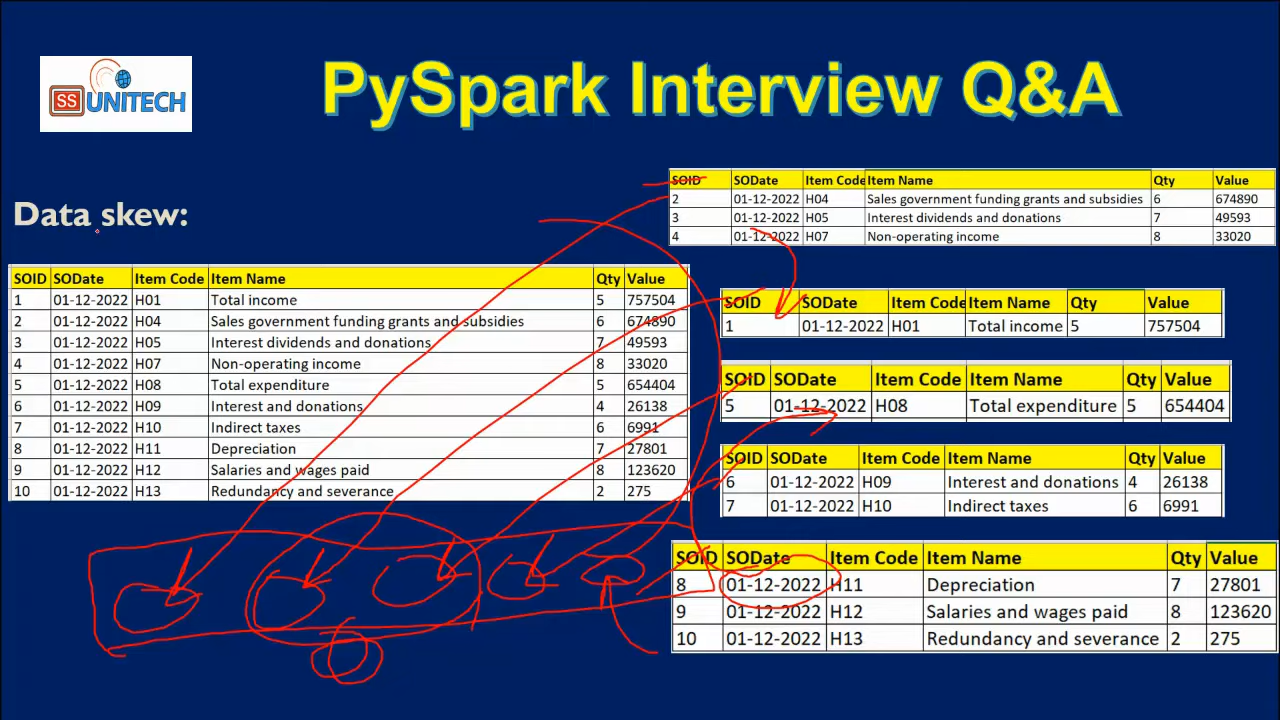 SS UNITECH
PySpark Interview Q&A
Data skew:
SOID SODate Item Code Item Name Qty Value
1 01-12-2022 H01 Total income 5 757504
2 01-12-2022 H04 Sales government funding grants and subsidies 6 674890
3 01-12-2022 H05 Interest dividends and donations 7 49593
4 01-12-2022 H07 Non-operating income 8 33020
5 01-12-2022 H08 Total expenditure 5 654404
6 01-12-2022 H09 Interest and donations 4 26138
7 01-12-2022 H10 Indirect taxes 6 6991
8 01-12-2022 H11 Depreciation 7 27801
9 01-12-2022 H12 Salaries and wages paid 8 123620
10 01-12-2022 H13 Redundancy and severance 2 275
SOID SODate Item Code Item Name Qty Value
2 01-12-2022 H04 Sales government funding grants and subsidies 6 674890
3 01-12-2022 H05 Interest dividends and donations 7 49593
4 01-12-2022 H07 Non-operating income 8 33020
SOID SODate Item Code Item Name Qty Value
1 01-12-2022 H01 Total income 5 757504
SOID SODate Item Code Item Name Qty Value
5 01-12-2022 H08 Total expenditure 5 654404
SOID SODate Item Code Item Name Qty Value
6 01-12-2022 H09 Interest and donations 4 26138
7 01-12-2022 H10 Indirect taxes 6 6991
SOID SODate Item Code Item Name Qty Value
8 01-12-2022 H11 Depreciation 7 27801
9 01-12-2022 H12 Salaries and wages paid 8 123620
10 01-12-2022 H13 Redundancy and severance 2 275